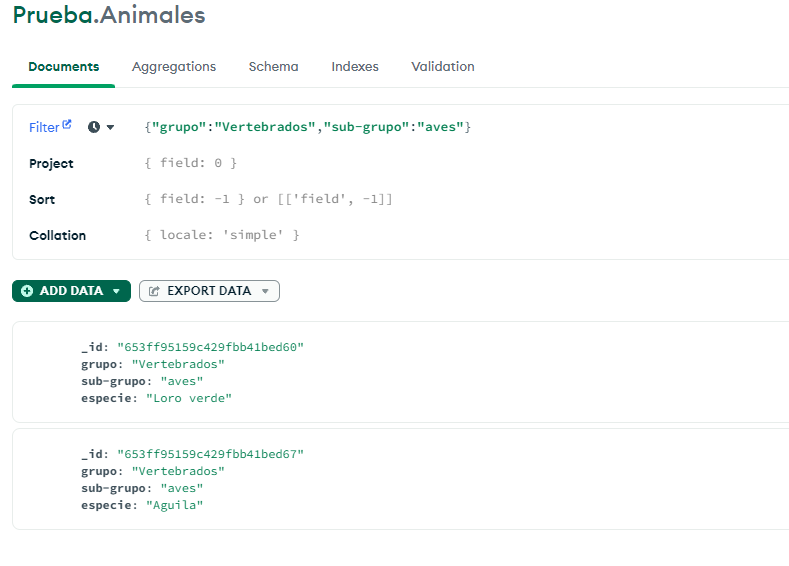 Prueba.Animales
Documents Aggregations Schema Indexes Validation
Filter {"grupo":"Vertebrados","sub-grupo":"aves"}
Project { field: 0 }
Sort { field: -1 } or [['field', -1]]
Collation { locale: 'simple' }
ADD DATA EXPORT DATA
_id: "653ff95159c429fbb41bed60"
grupo: "Vertebrados"
sub-grupo: "aves"
especie: "Loro verde"
_id: "653ff95159c429fbb41bed67"
grupo: "Vertebrados"
sub-grupo: "aves"
especie: "Aguila"